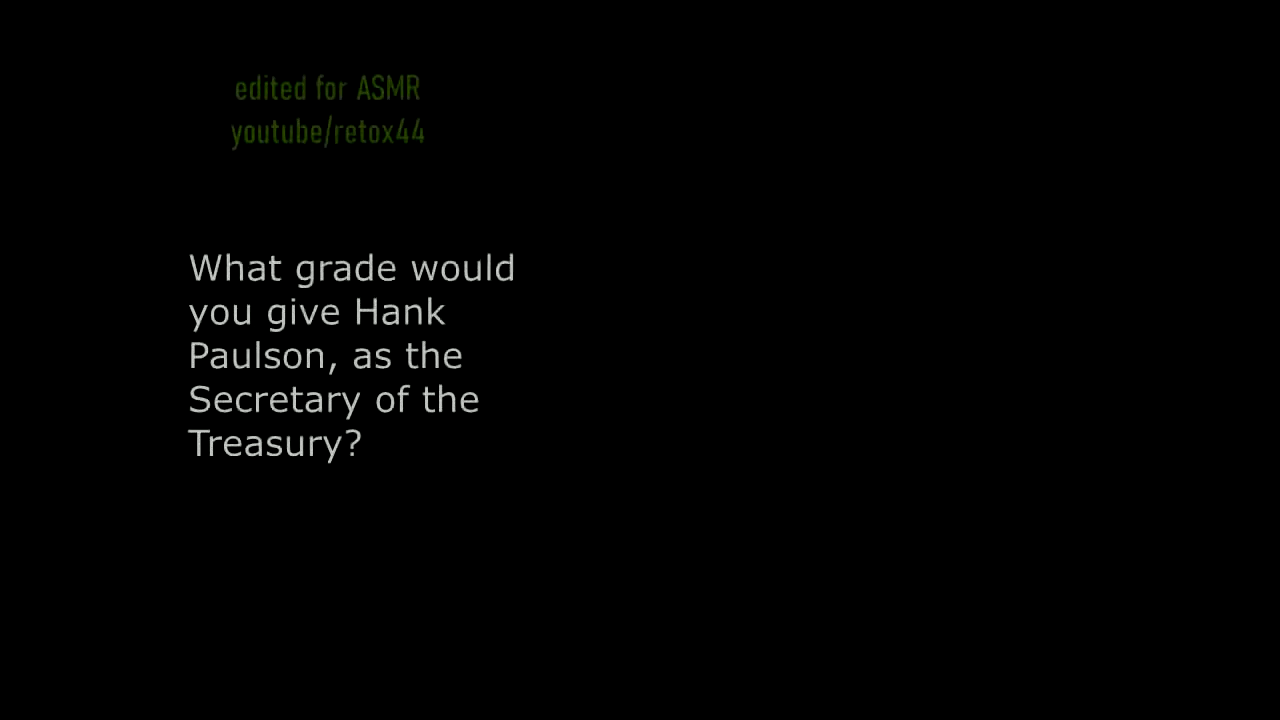 edited for ASMR
youtube/retox44
What grade would
you give Hank
Paulson, as the
Secretary of the
Treasury?